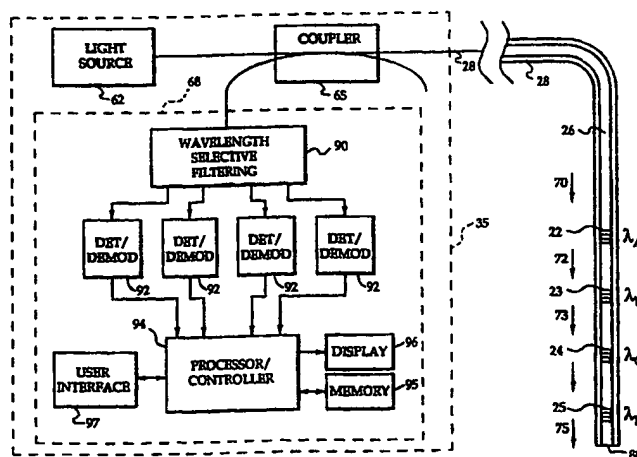 LIGHT
SOURCE
62
COUPLER
65
28
28
68
26
WAVELENGTH
SELECTIVE
FILTERING
90
70
35
DET/
DEMOD
92
DET/
DEMOD
92
DET/
DEMOD
92
DET/
DEMOD
92
22
72
23
73
24
25
λ
λ
λ
λ
75
94
PROCESSOR/
CONTROLLER
DISPLAY
96
MEMORY
95
USER
INTERFACE
97